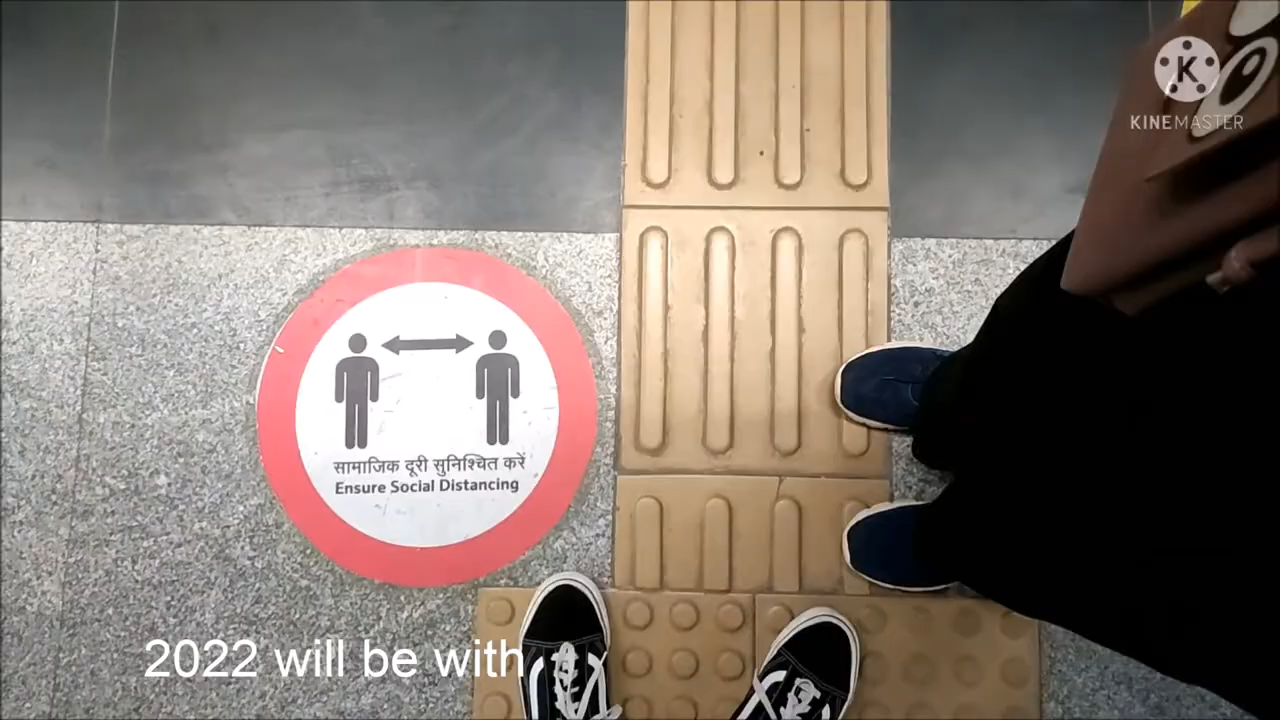 K
KINEMASTER
सामाजिक दूरी सुनिश्चित करें
Ensure Social Distancing
2022 will be with